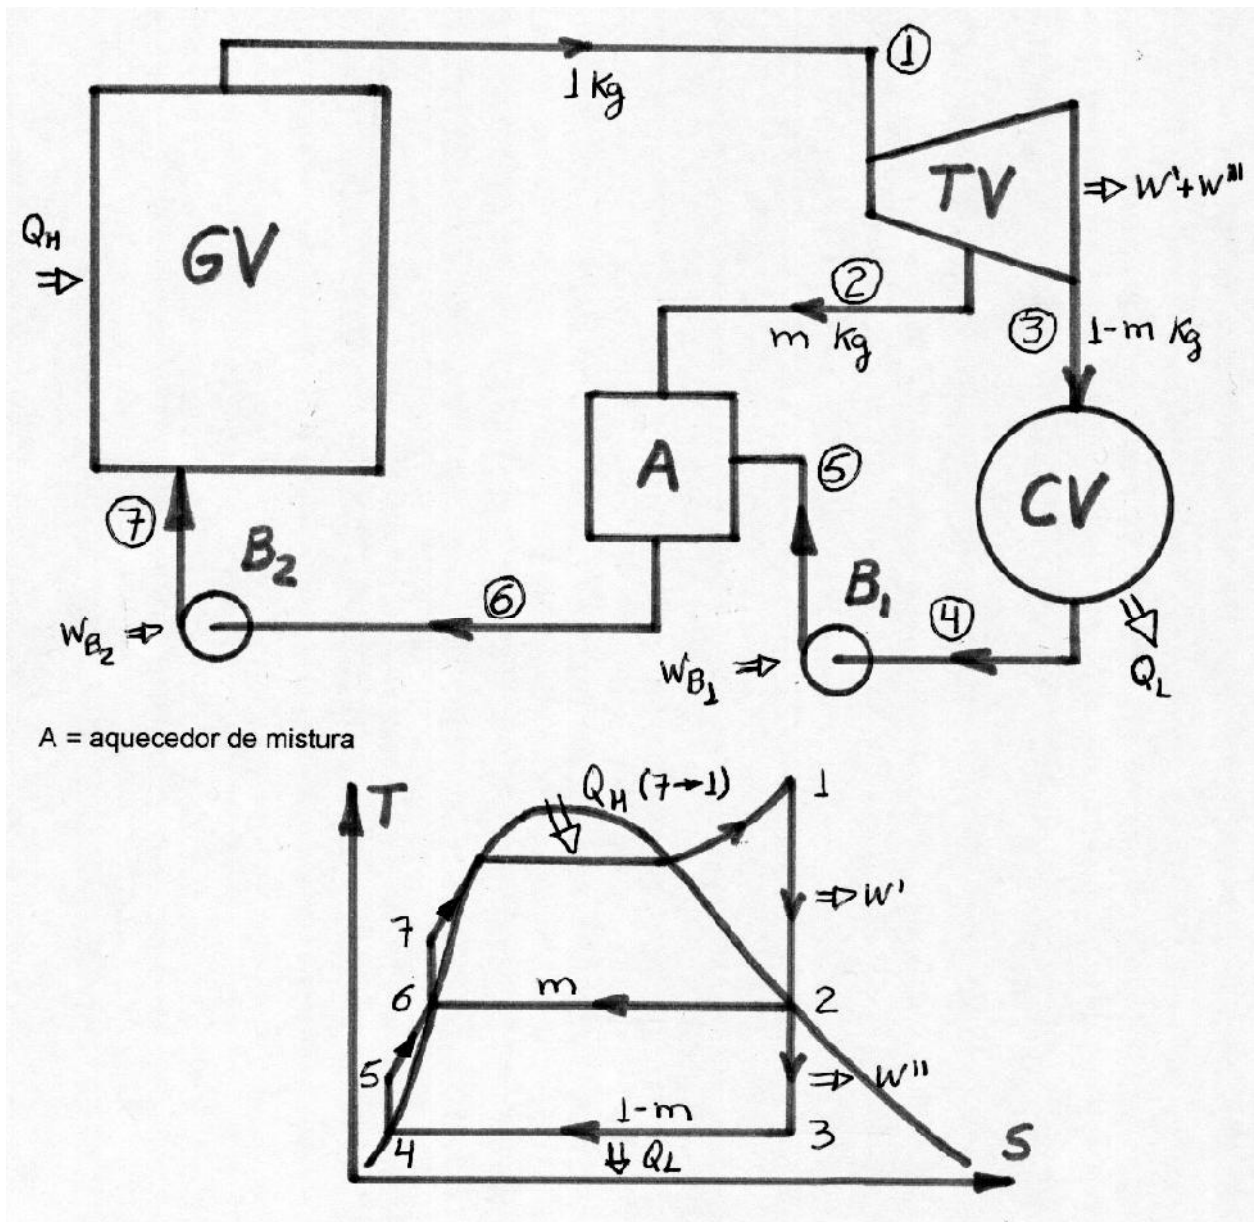 1
1 Kg
TV
⇒ W'+W'''
QH
GV
2
m Kg
3
1-m Kg
A
5
CV
7
B2
B1
6
4
WB2
WB1
QL
A = aquecedor de mistura
T
QH (7→1)
1
W'
7
6
m
2
5
W"
1-m
4
QL
3
S